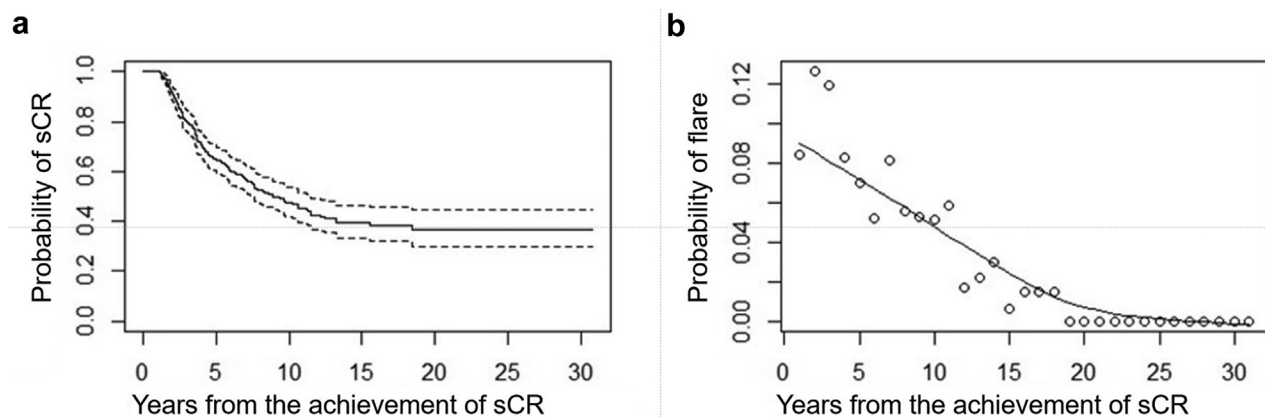 a
Probability of sCR
1.0
0.8
0.6
0.4
0.2
0.0
0 5 10 15 20 25 30
Years from the achievement of sCR
b
Probability of flare
0.12
0.08
0.04
0.00
0 5 10 15 20 25 30
Years from the achievement of sCR